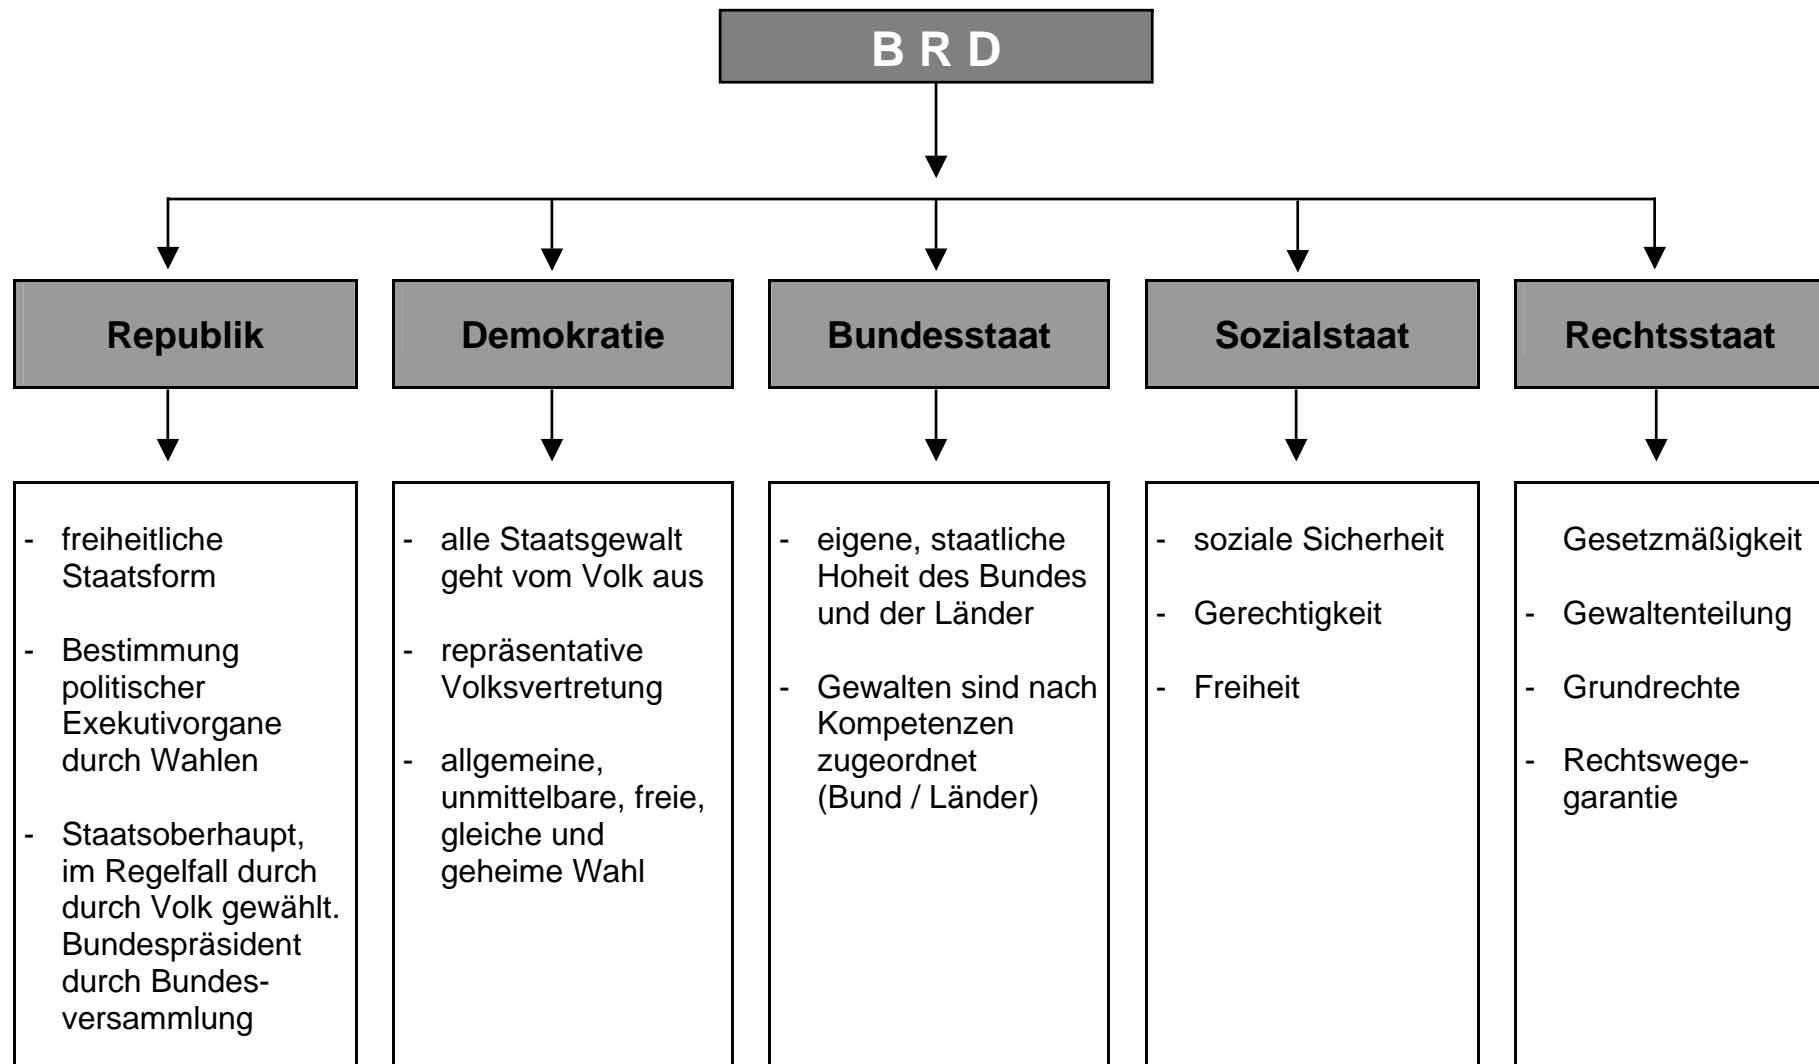 B R D
Republik
Demokratie
Bundesstaat
Sozialstaat
Rechtsstaat
- freiheitliche
Staatsform
- Bestimmung
politischer
Exekutivorgane
durch Wahlen
- Staatsoberhaupt,
im Regelfall durch
durch Volk gewählt.
Bundespräsident
durch Bundes-
versammlung
- alle Staatsgewalt
geht vom Volk aus
- repräsentative
Volksvertretung
- allgemeine,
unmittelbare, freie,
gleiche und
geheime Wahl
- eigene, staatliche
Hoheit des Bundes
und der Länder
- Gewalten sind nach
Kompetenzen
zugeordnet
(Bund / Länder)
- soziale Sicherheit
- Gerechtigkeit
- Freiheit
Gesetzmäßigkeit
- Gewaltenteilung
- Grundrechte
- Rechtswege-
garantie